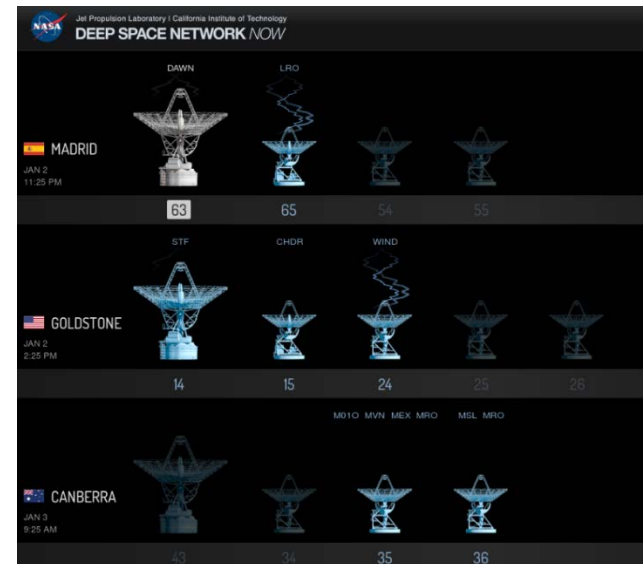 NASA
Jet Propulsion Laboratory | California Institute of Technology
DEEP SPACE NETWORK NOW
DAWN LRO
MADRID
JAN 2
11:25 PM
63 65 54 55
STF CHDR WIND
GOLDSTONE
JAN 2
2:25 PM
14 15 24 25 26
M01O MVN MEX MRO MSL MRO
CANBERRA
JAN 3
9:25 AM
43 34 35 36